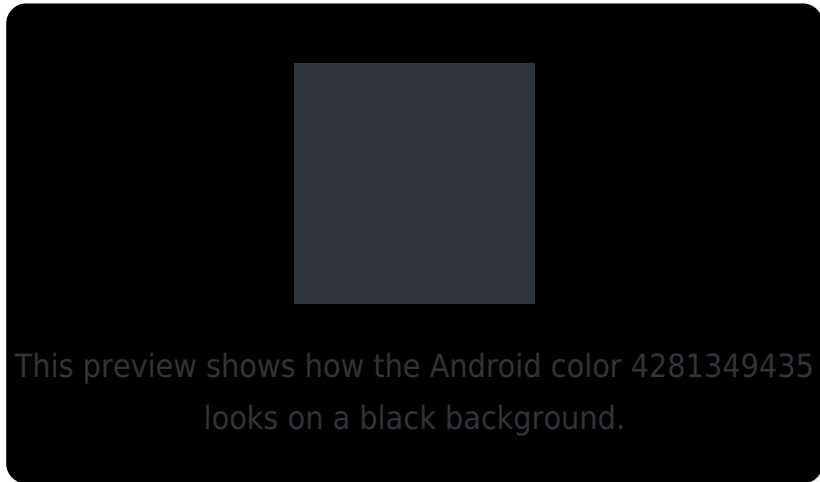 This preview shows how the Android color 4281349435
looks on a black background.